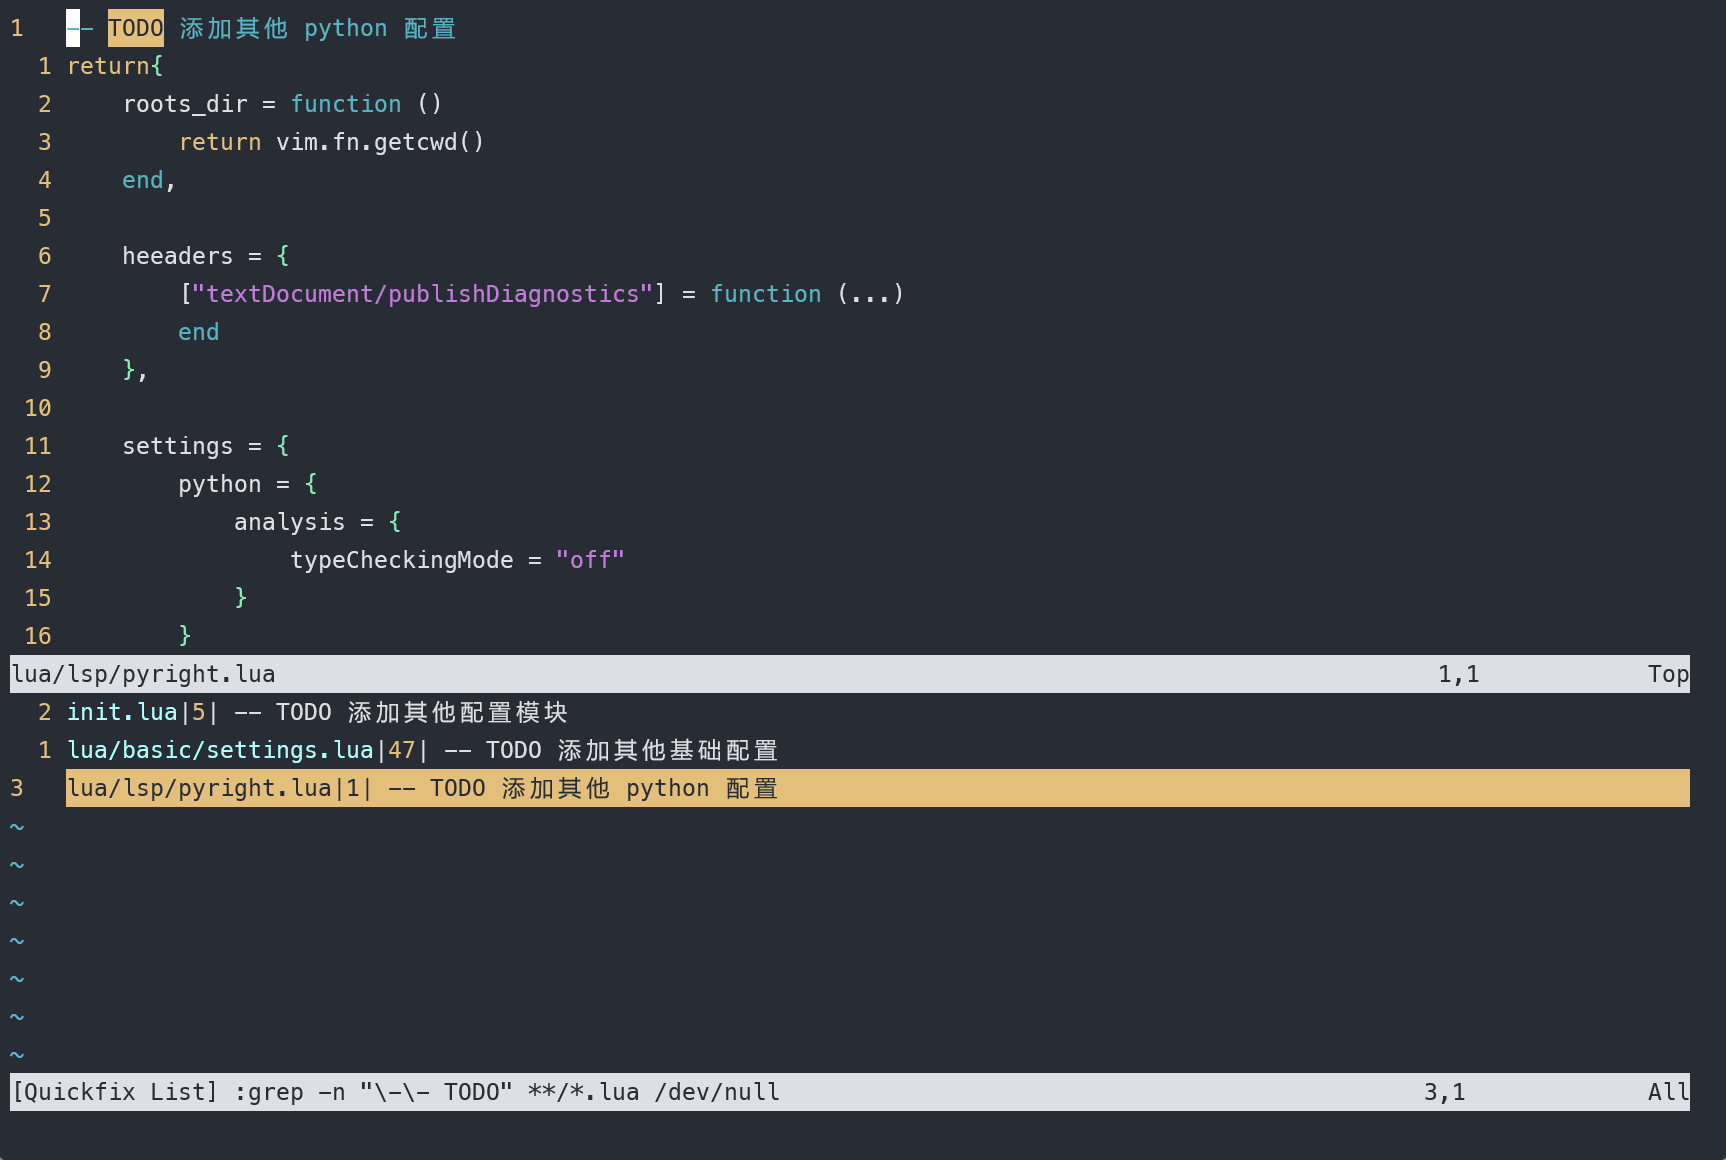 1   -- TODO 添加其他 python 配置
  1 return{
  2     roots_dir = function ()
  3         return vim.fn.getcwd()
  4     end,
  5
  6     heeaders = {
  7         ["textDocument/publishDiagnostics"] = function (...)
  8         end
  9     },
 10
 11     settings = {
 12         python = {
 13             analysis = {
 14                 typeCheckingMode = "off"
 15             }
 16         }
lua/lsp/pyright.lua 1,1 Top
  2 init.lua|5| -- TODO 添加其他配置模块
  1 lua/basic/settings.lua|47| -- TODO 添加其他基础配置
3   lua/lsp/pyright.lua|1| -- TODO 添加其他 python 配置
~
~
~
~
~
~
~
[Quickfix List] :grep -n "\-\- TODO" **/*.lua /dev/null 3,1 All